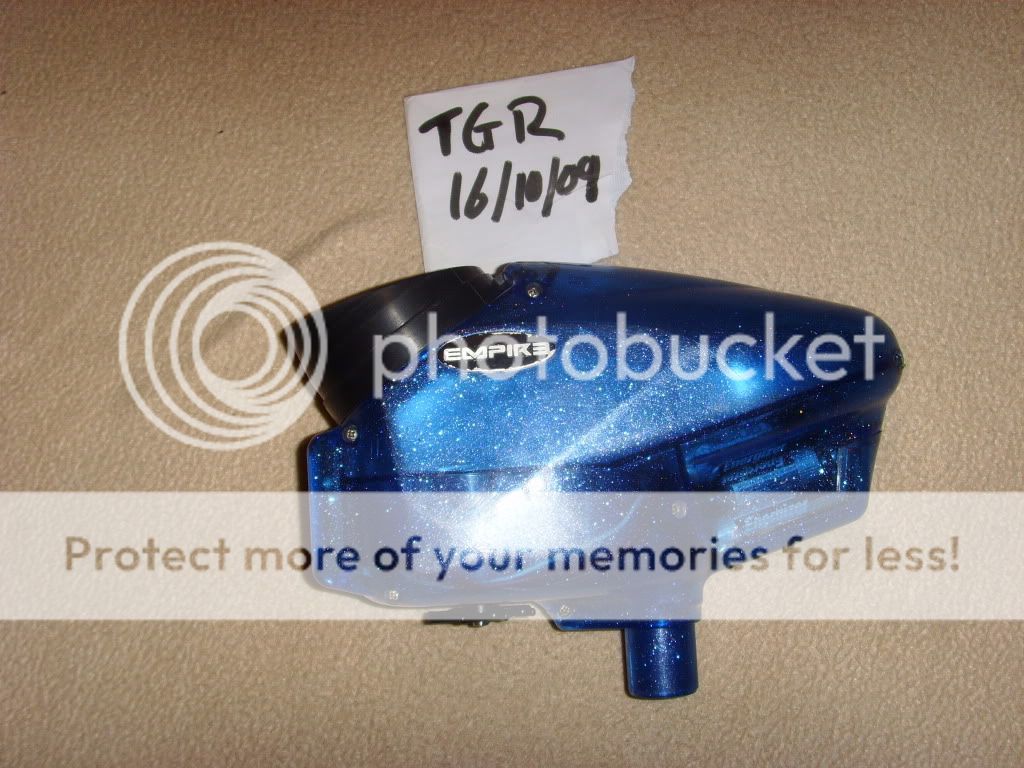 TGR
16/10/09
EMPIRE
photobucket
Protect more of your memories for less!